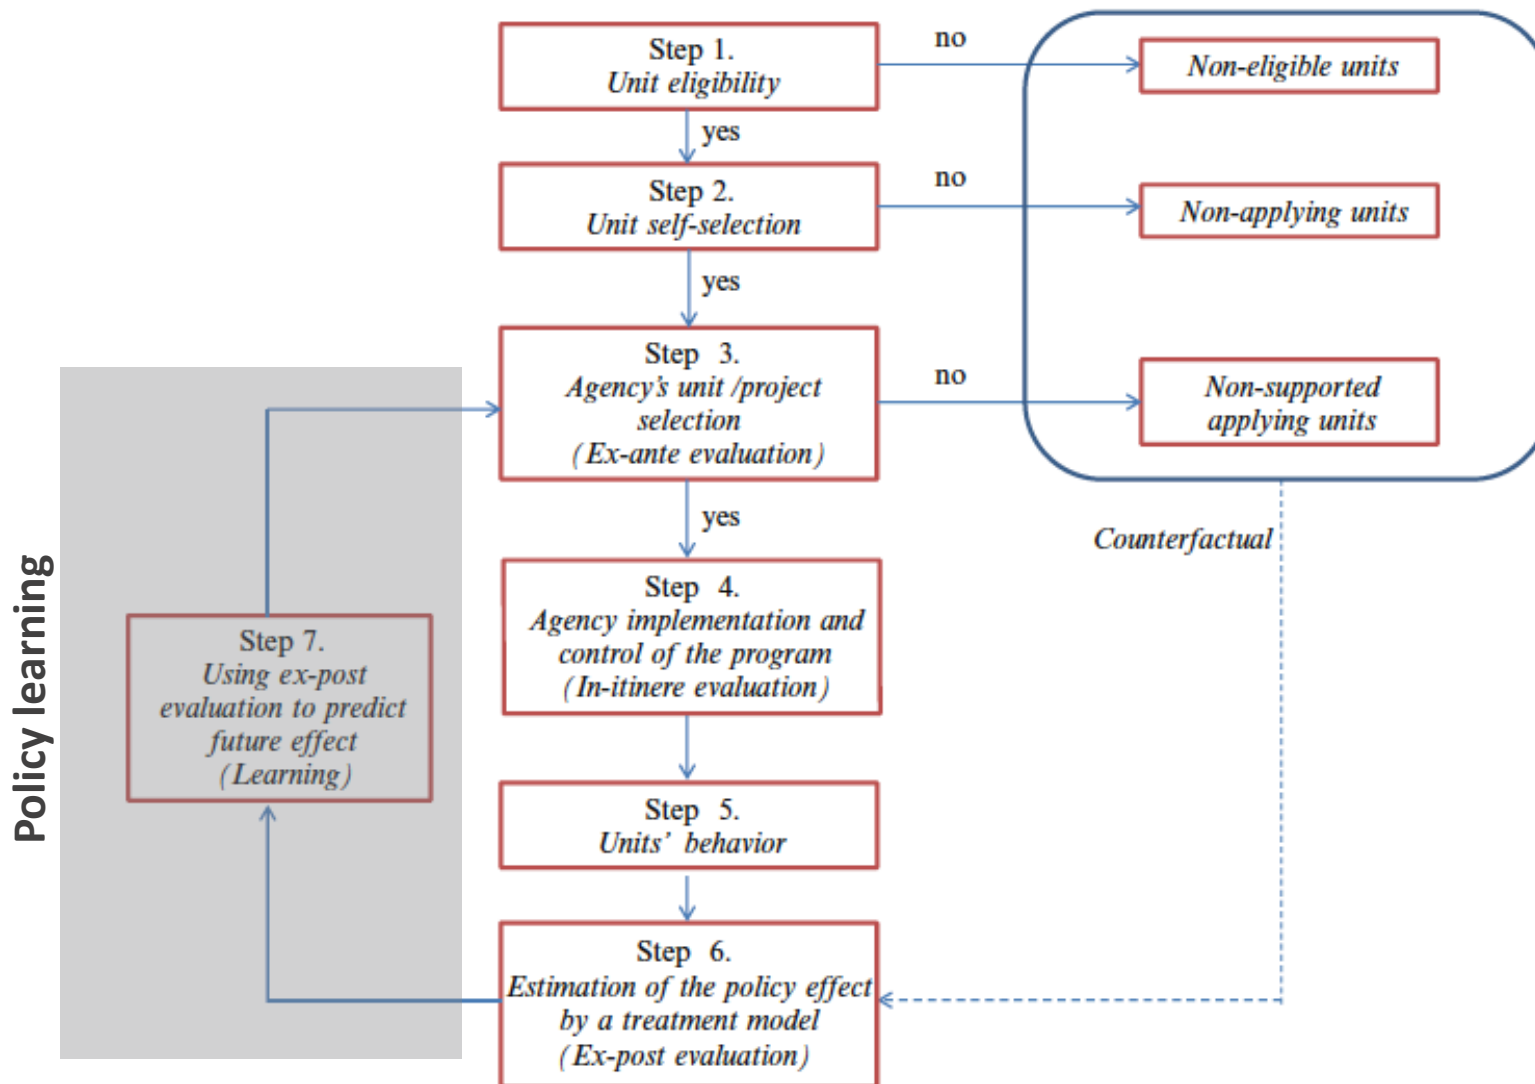 Step 1.
Unit eligibility
no
Non-eligible units
yes
Step 2.
Unit self-selection
no
Non-applying units
yes
Step 3.
Agency’s unit /project
selection
(Ex-ante evaluation)
no
Non-supported
applying units
yes
Counterfactual
Step 4.
Agency implementation and
control of the program
(In-itinere evaluation)
Policy learning
Step 7.
Using ex-post
evaluation to predict
future effect
(Learning)
Step 5.
Units’ behavior
Step 6.
Estimation of the policy effect
by a treatment model
(Ex-post evaluation)